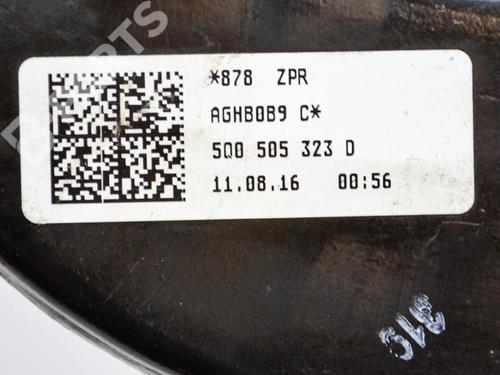 *878 ZPR
AGHB0B9 C*
5Q0 505 323 D
11.08.16 00:56